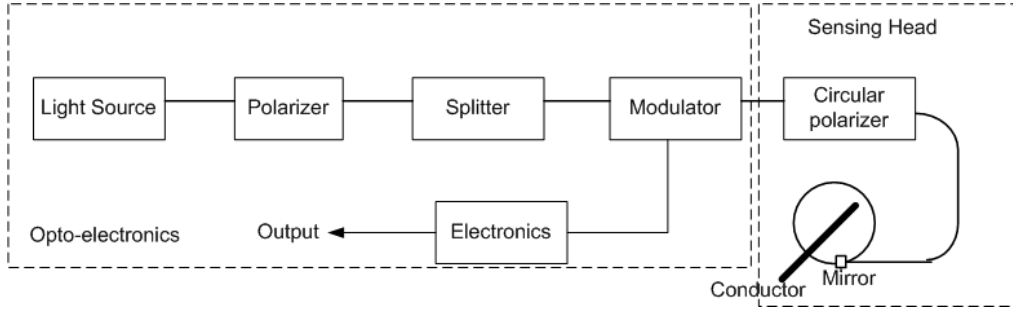 Sensing Head
Light Source
Polarizer
Splitter
Modulator
Circular
polarizer
Opto-electronics
Output
Electronics
Conductor
Mirror